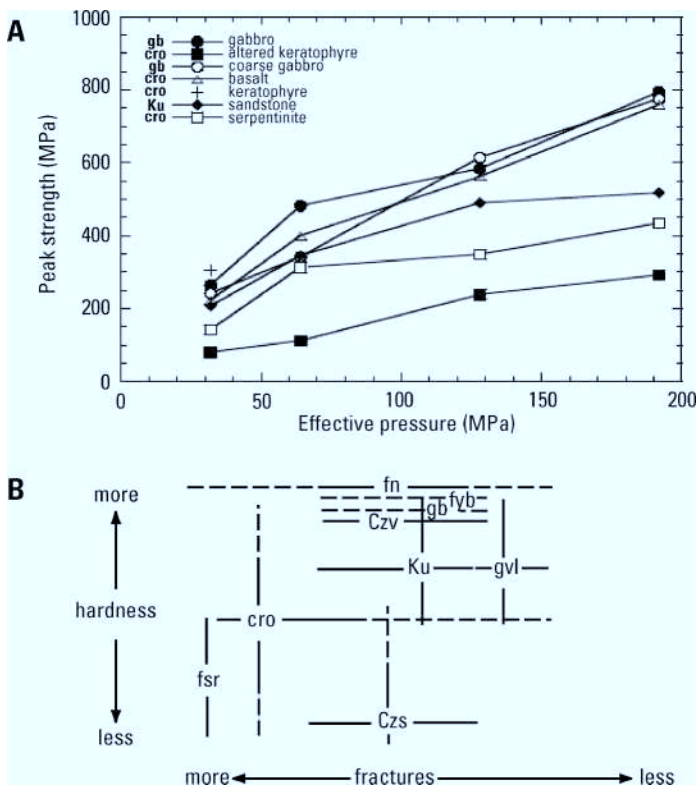 A
1000
800
600
400
200
0
Peak strength (MPa)
gb gabbro
cro altered keratophyre
gb coarse gabbro
cro basalt
cro keratophyre
Ku sandstone
cro serpentinite
0 50 100 150 200
Effective pressure (MPa)
B
more
hardness
less
fn
fyb
gb
Czv
Ku gvl
cro
fsr
Czs
more fractures less